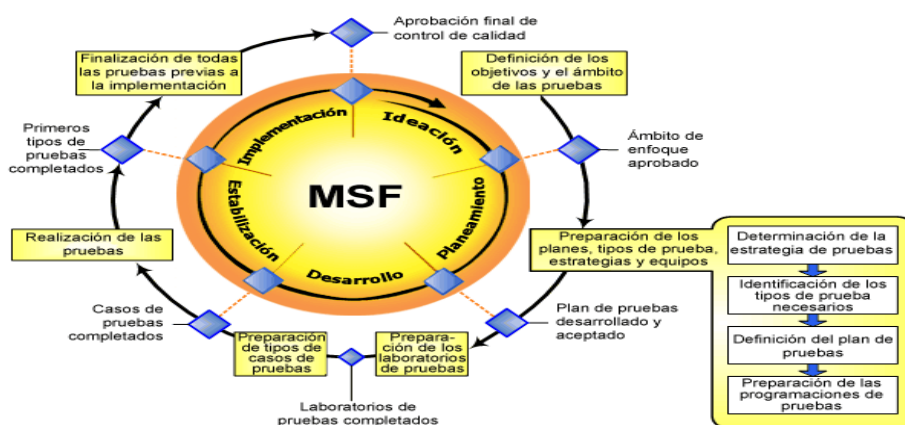 Aprobación final de
control de calidad
Definición de los
objetivos y el ámbito
de las pruebas
Ámbito de
enfoque aprobado
Preparación de los
planes, tipos de prueba,
estrategias y equipos
Determinación de la
estrategia de pruebas
Identificación de los
tipos de prueba
necesarios
Definición del plan de
pruebas
Preparación de las
programaciones de
pruebas
Plan de pruebas
desarrollado y
aceptado
Prepara-
ción de los
laboratorios
de pruebas
Laboratorios de
pruebas completados
Preparación
de tipos de
casos de
pruebas
Casos de
pruebas
completados
Realización de las
pruebas
Primeros
tipos de
pruebas
completados
Finalización de todas
las pruebas previas a
la implementación
MSF
Ideación
Planeamiento
Desarrollo
Estabilización
Implementación